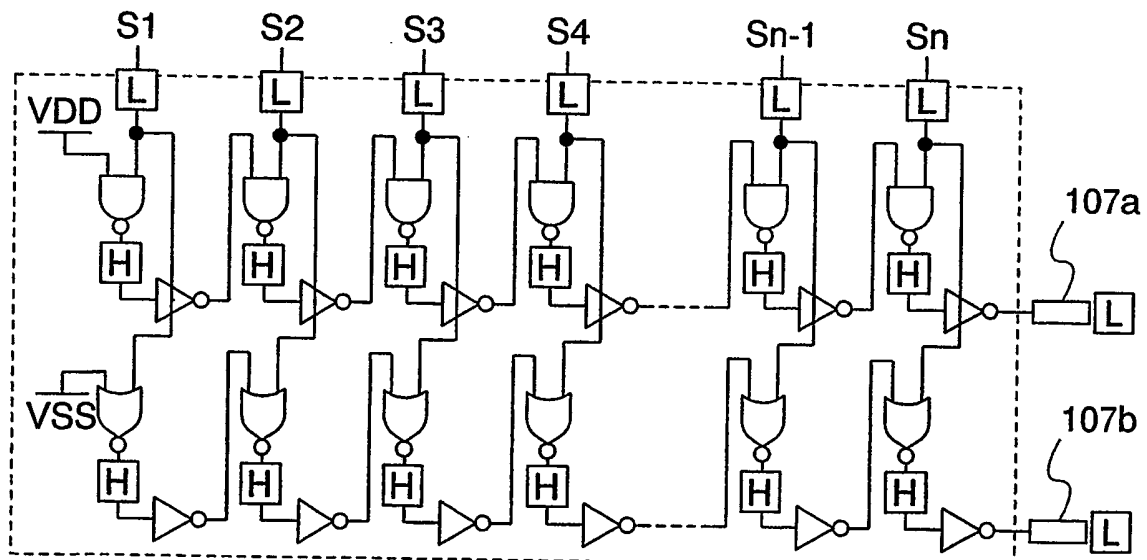 S1 S2 S3 S4 Sn-1 Sn
L L L L L L
VDD
107a
H H H H H H
L
VSS
107b
H H H H H H
L